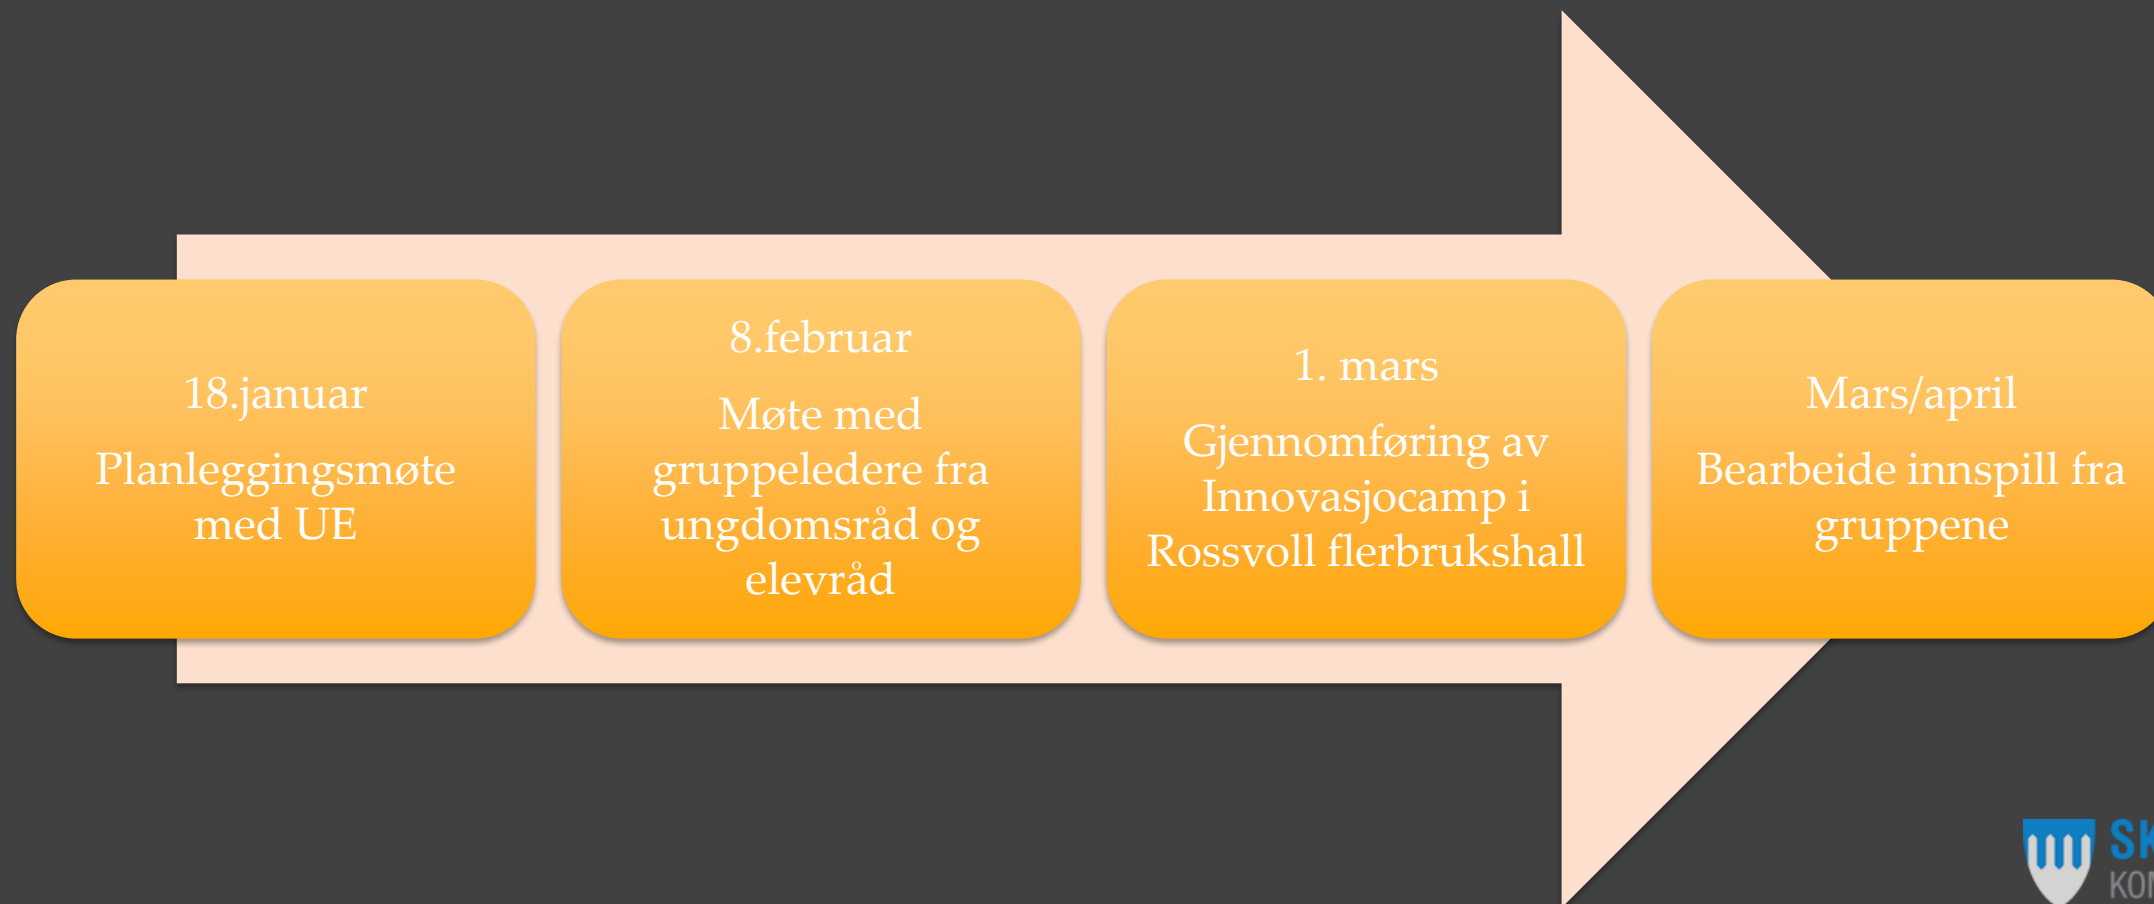 18.januar
Planleggingsmøte
med UE
8.februar
Møte med
gruppeledere fra
ungdomsråd og
elevråd
1. mars
Gjennomføring av
Innovasjocamp i
Rossvoll flerbrukshall
Mars/april
Bearbeide innspill fra
gruppene